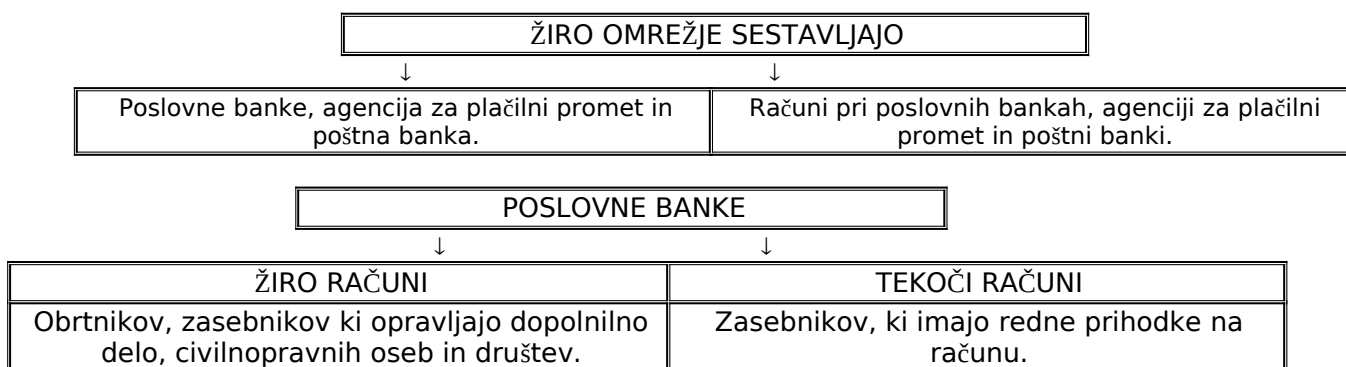 ŽIRO OMREŽJE SESTAVLJAJO
↓ ↓
Poslovne banke, agencija za plačilni promet in
poštna banka.
Računi pri poslovnih bankah, agenciji za plačilni
promet in poštni banki.
POSLOVNE BANKE
↓ ↓
ŽIRO RAČUNI
TEKOČI RAČUNI
Obrtnikov, zasebnikov ki opravljajo dopolnilno
delo, civilnopravnih oseb in društev.
Zasebnikov, ki imajo redne prihodke na
računu.